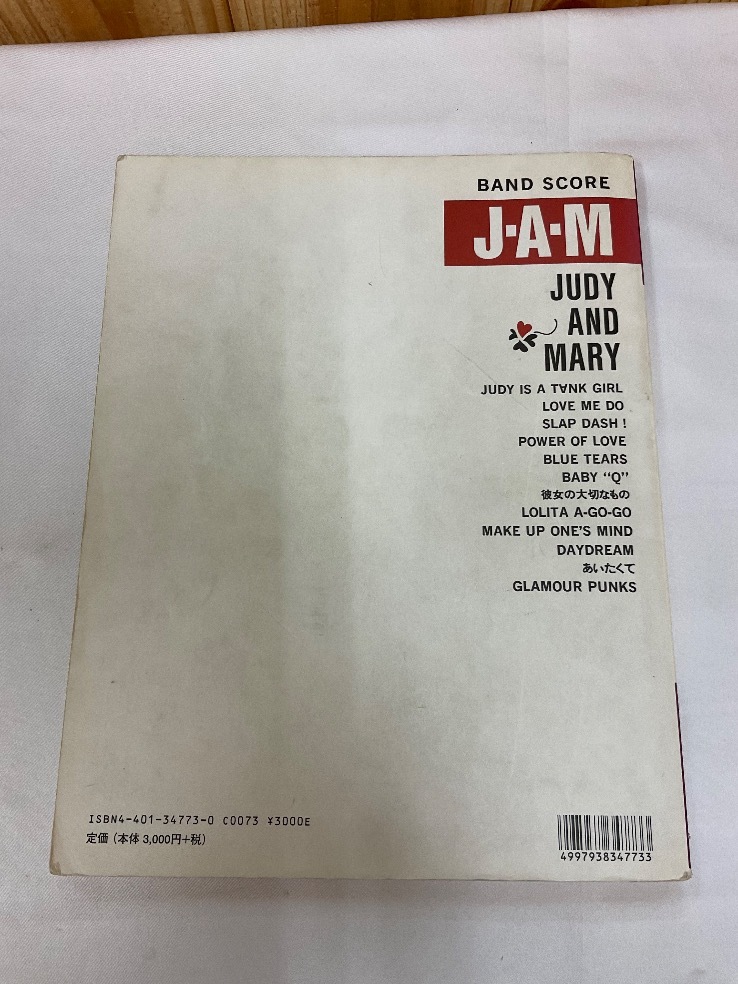 BAND SCORE
J·A·M
JUDY
AND
MARY
JUDY IS A T∀NK GIRL
LOVE ME DO
SLAP DASH !
POWER OF LOVE
BLUE TEARS
BABY “Q”
彼女の大切なもの
LOLITA A-GO-GO
MAKE UP ONE'S MIND
DAYDREAM
あいたくて
GLAMOUR PUNKS
ISBN4-401-34773-0 C0073 ¥3000E
定価 (本体 3,000円+税)
4997938347733